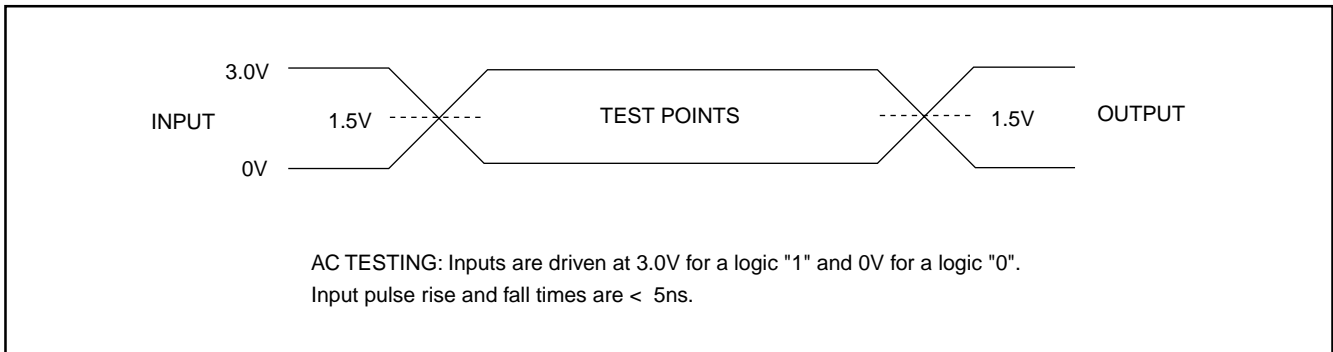 3.0V
INPUT 1.5V TEST POINTS 1.5V OUTPUT
0V
AC TESTING: Inputs are driven at 3.0V for a logic "1" and 0V for a logic "0".
Input pulse rise and fall times are < 5ns.